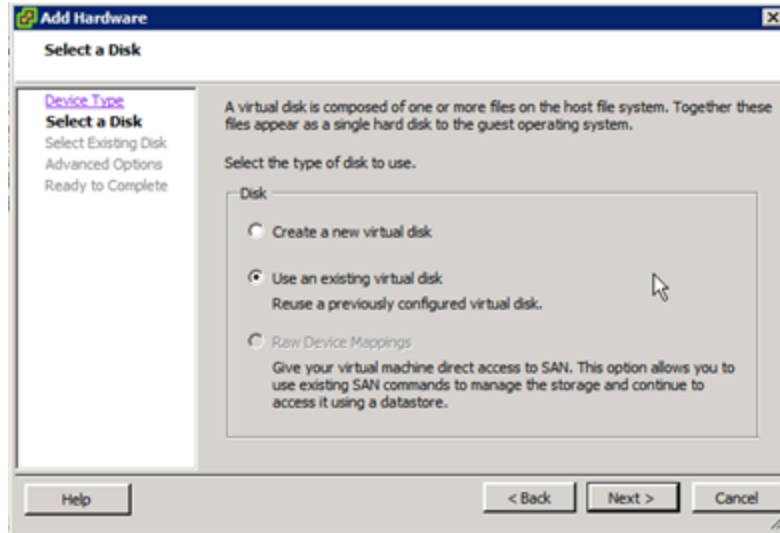 Add Hardware
Select a Disk
Device Type
Select a Disk
Select Existing Disk
Advanced Options
Ready to Complete
A virtual disk is composed of one or more files on the host file system. Together these
files appear as a single hard disk to the guest operating system.
Select the type of disk to use.
Disk
Create a new virtual disk
Use an existing virtual disk
Reuse a previously configured virtual disk.
Raw Device Mappings
Give your virtual machine direct access to SAN. This option allows you to
use existing SAN commands to manage the storage and continue to
access it using a datastore.
Help
< Back
Next >
Cancel